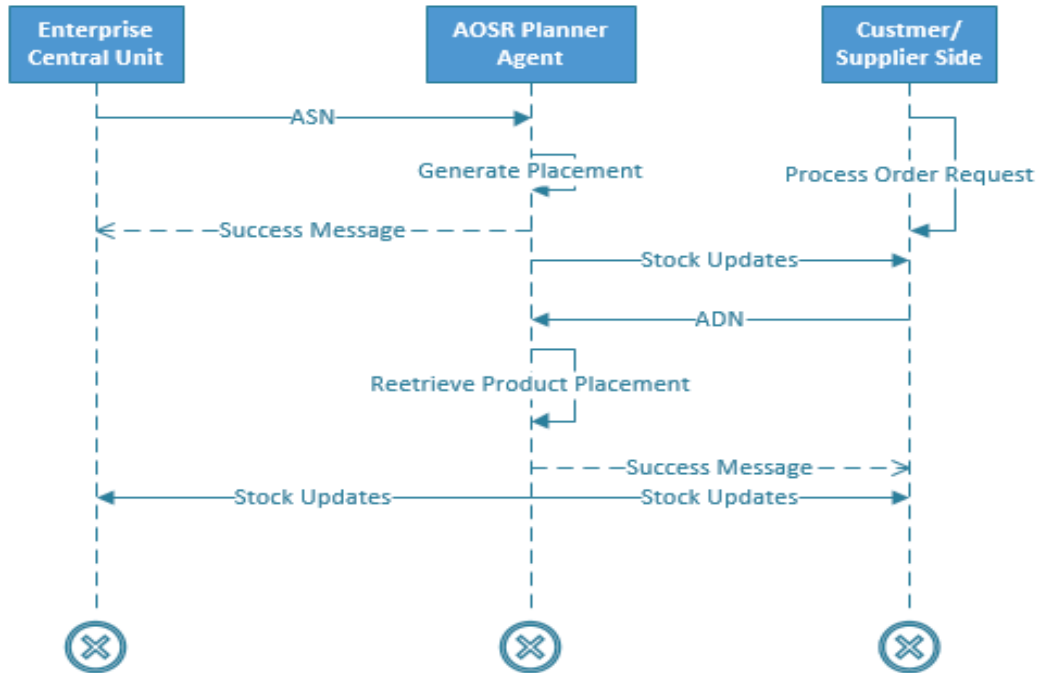 Enterprise
Central Unit
AOSR Planner
Agent
Custmer/
Supplier Side
ASN
Generate Placement
Process Order Request
Success Message
Stock Updates
ADN
Reetrieve Product Placement
Success Message
Stock Updates
Stock Updates